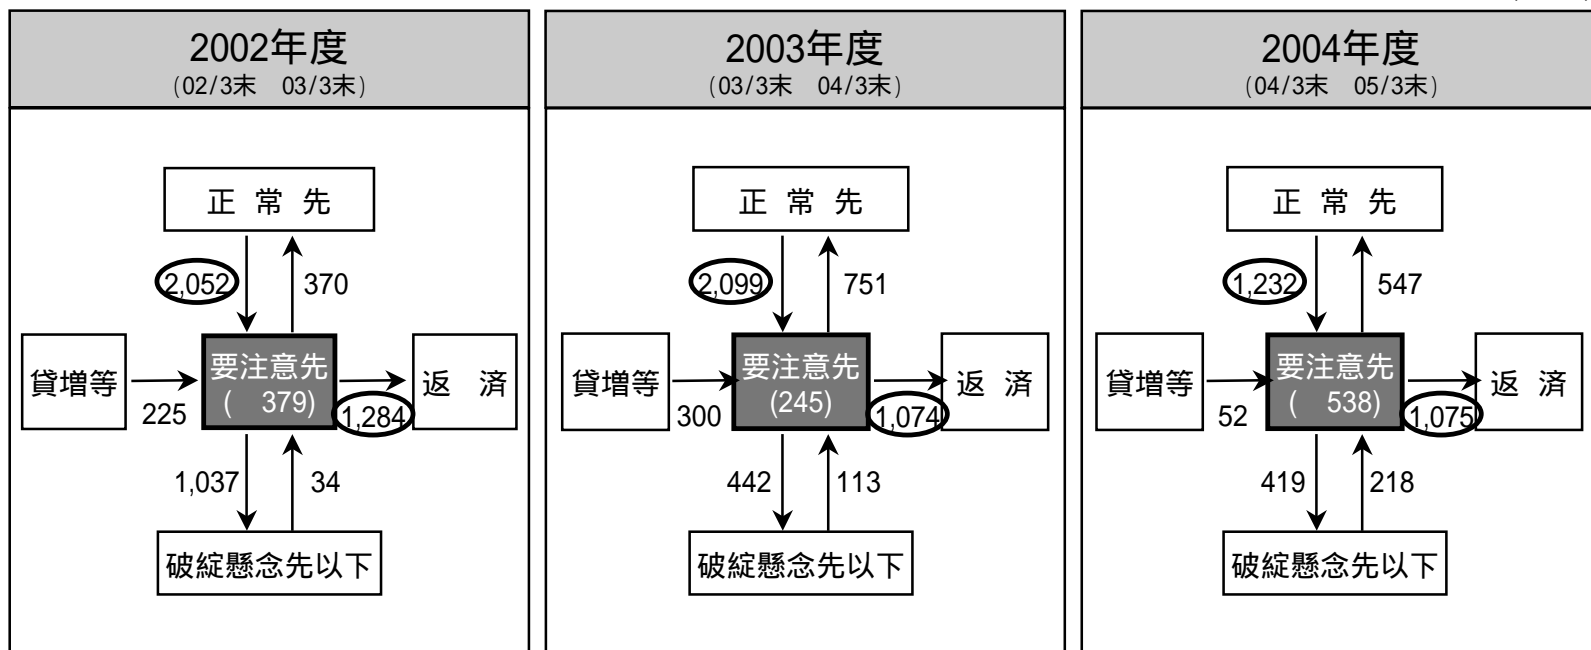 2002年度
(02/3末　03/3末)
正 常 先
2,052
370
貸増等
225
要注意先
(　379)
1,284
返　済
1,037
34
破綻懸念先以下
2003年度
(03/3末　04/3末)
正 常 先
2,099
751
貸増等
300
要注意先
(245)
1,074
返 済
442
113
破綻懸念先以下
2004年度
(04/3末　05/3末)
正 常 先
1,232
547
貸増等
52
要注意先
(　538)
1,075
返 済
419
218
破綻懸念先以下